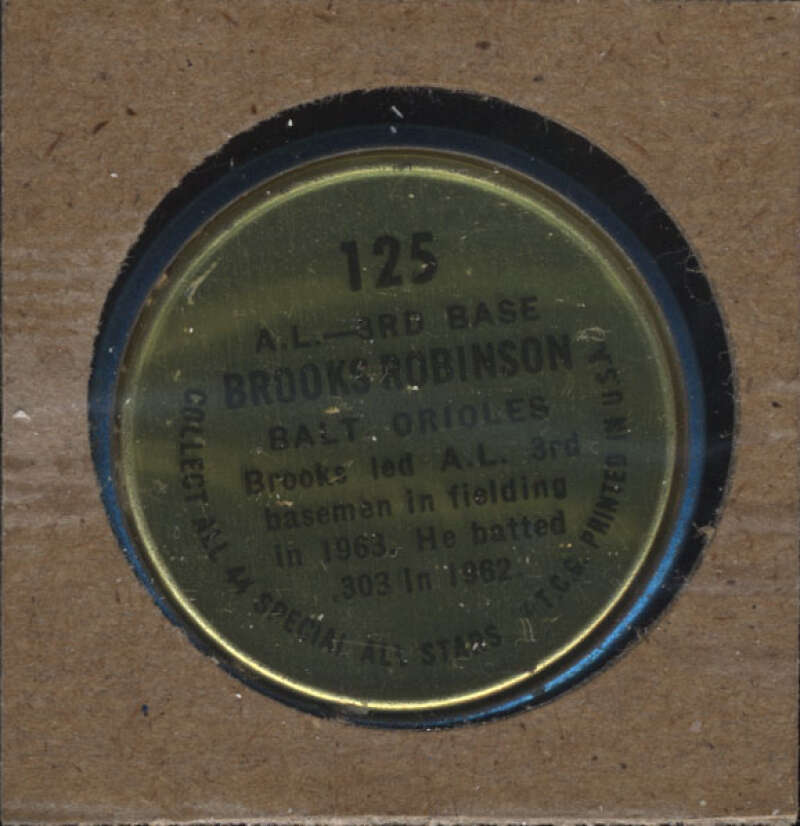 125
A.L.—3RD BASE
BROOKS ROBINSON
BALT ORIOLES
Brooks led A.L. 3rd
baseman in fielding
in 1963. He batted
.303 in 1962
COLLECT ALL 44 SPECIAL ALL STARS
T.C.G. PRINTED IN U.S.A.